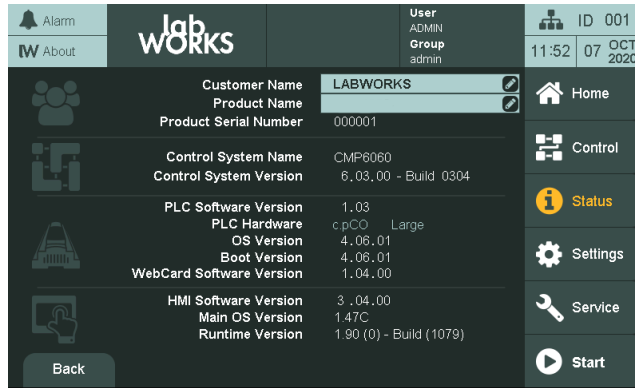 Alarm
lab
wORKS
User
ADMIN
Group
admin
ID 001
W About
11:52 07 OCT 2020
Customer Name LABWORKS
Product Name
Product Serial Number 000001
Control System Name CMP6060
Control System Version 6.03.00 - Build 0304
PLC Software Version 1.03
PLC Hardware c.pCO Large
OS Version 4.06.01
Boot Version 4.06.01
WebCard Software Version 1.04.00
HMI Software Version 3 .04.00
Main OS Version 1.47C
Runtime Version 1.90 (0) - Build (1079)
Back
Home
Control
Status
Settings
Service
Start